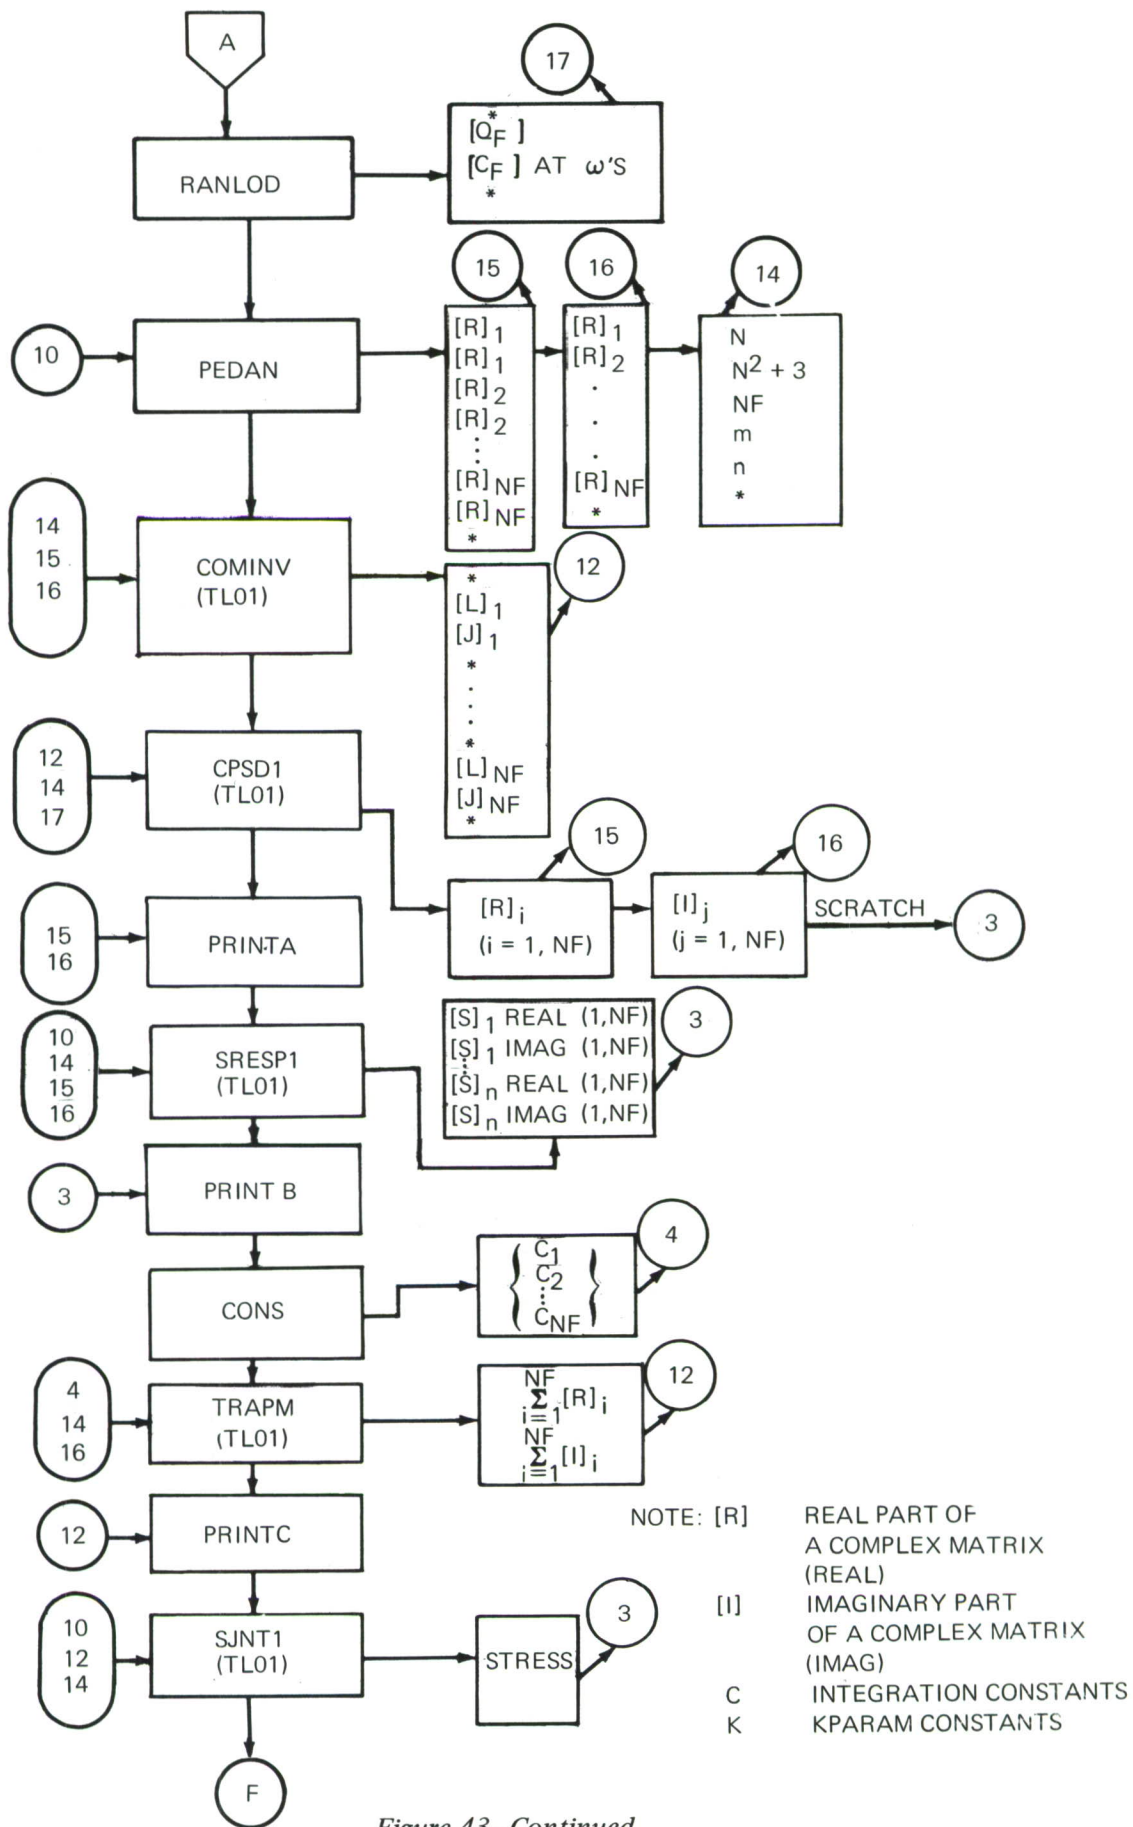 A
17
[Q*F ]
[CF ] AT ω'S
*
RANLOD
15
16
14
10
PEDAN
[R] 1
[R] 1
[R] 2
[R] 2
⋮
[R] NF
[R] NF
*
[R] 1
[R] 2
.
.
.
[R] NF
*
N
N2 + 3
NF
m
n
*
14
15
16
COMINV
(TL01)
12
*
[L] 1
[J] 1
*
.
.
.
*
[L] NF
[J] NF
*
12
14
17
CPSD1
(TL01)
15
16
[R] i
(i = 1, NF)
[I] j
(j = 1, NF)
SCRATCH
3
15
16
PRINTA
10
14
15
16
SRESP1
(TL01)
[S] 1 REAL (1,NF)
[S] 1 IMAG (1,NF)
⋮
[S] n REAL (1,NF)
[S] n IMAG (1,NF)
3
3
PRINT B
CONS
C1
C2
⋮
CNF
4
4
14
16
TRAPM
(TL01)
NF
Σ [R] i
i=1
NF
Σ [I] i
i=1
12
12
PRINTC
10
12
14
SJNT1
(TL01)
STRESS
3
F
NOTE: [R] REAL PART OF
A COMPLEX MATRIX
(REAL)
[I] IMAGINARY PART
OF A COMPLEX MATRIX
(IMAG)
C INTEGRATION CONSTANTS
K KPARAM CONSTANTS
Figure 43. Continued